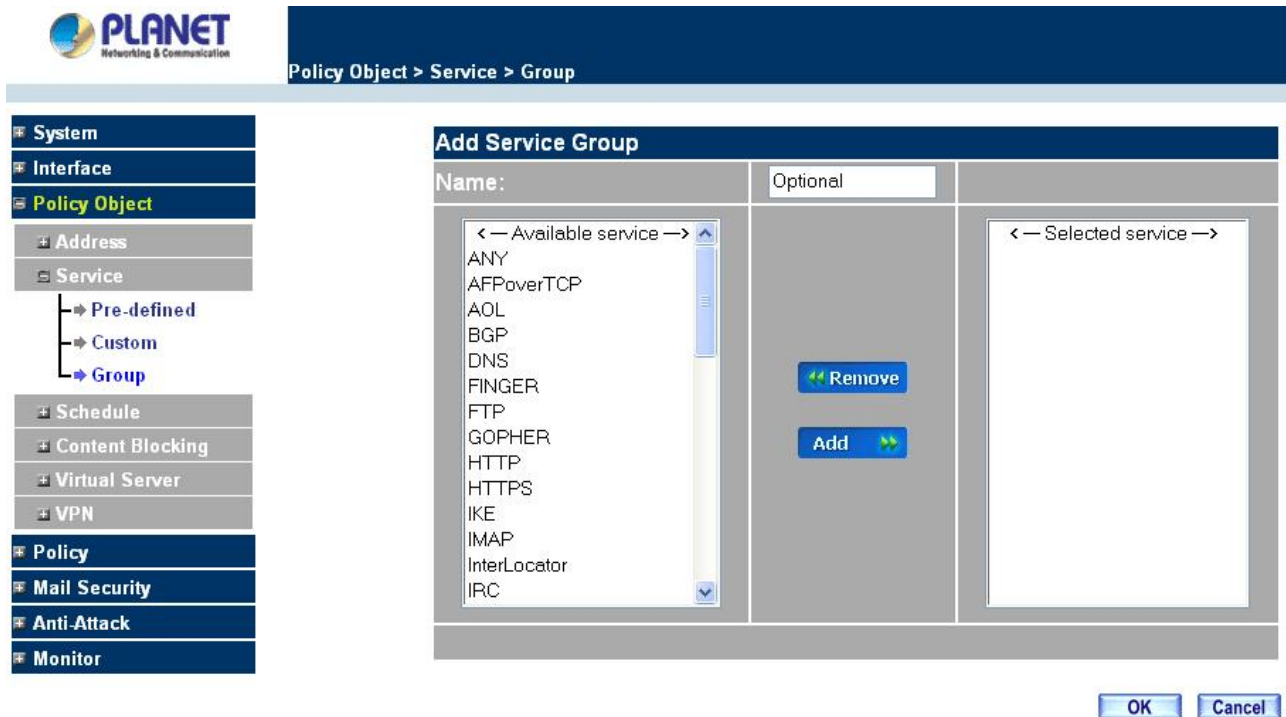 PLANET
Networking & Communication
Policy Object > Service > Group
System
Interface
Policy Object
Address
Service
Pre-defined
Custom
Group
Schedule
Content Blocking
Virtual Server
VPN
Policy
Mail Security
Anti-Attack
Monitor
Add Service Group
Name:
Optional
<--- Available service --->
ANY
AFPoverTCP
AOL
BGP
DNS
FINGER
FTP
GOPHER
HTTP
HTTPS
IKE
IMAP
InterLocator
IRC
Remove
Add
<--- Selected service --->
OK
Cancel